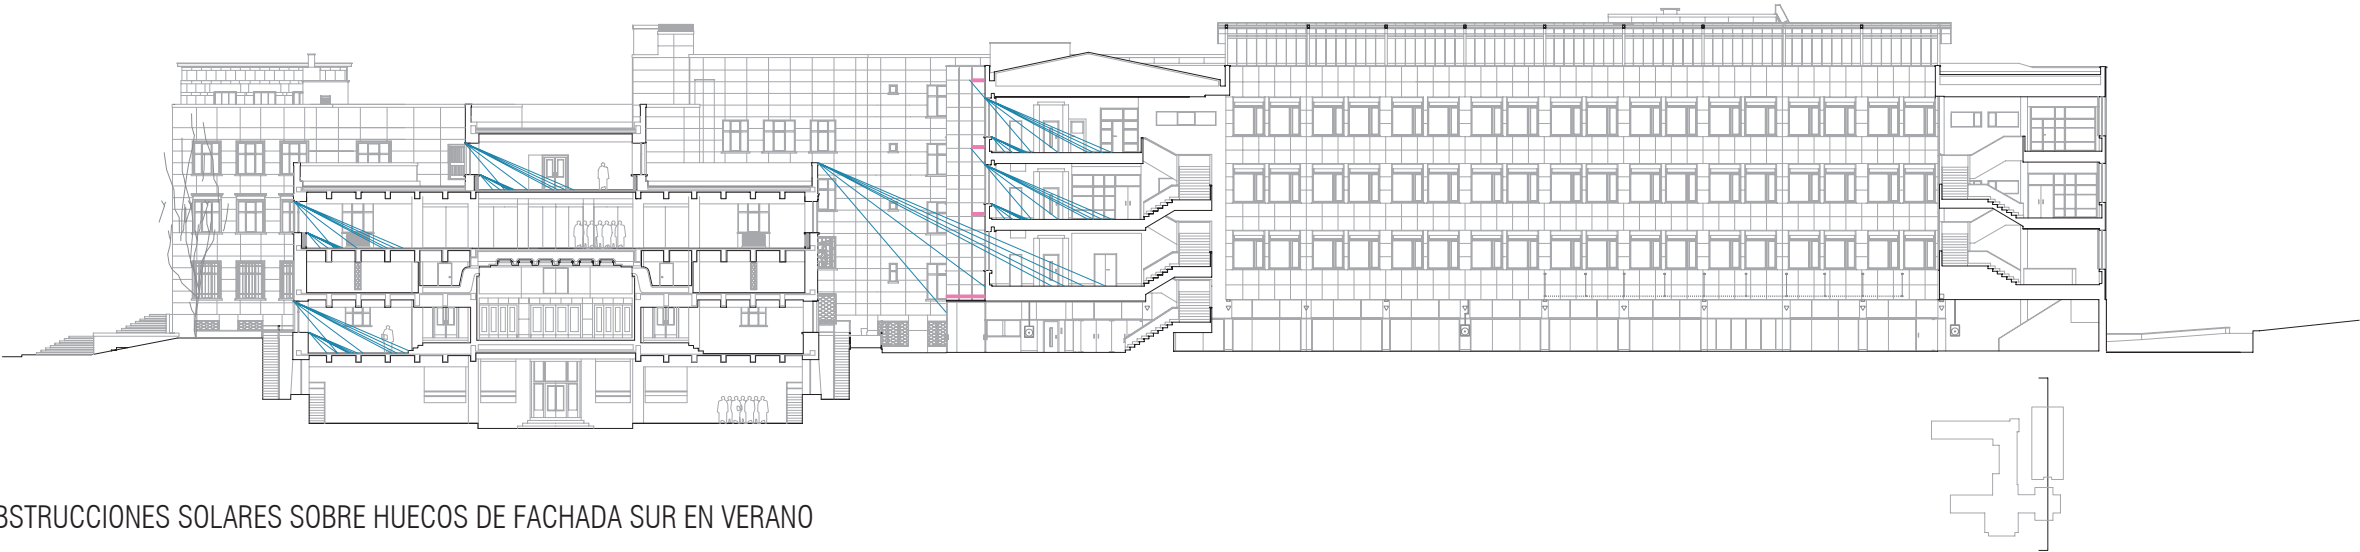 BSTRUCCIONES SOLARES SOBRE HUECOS DE FACHADA SUR EN VERANO